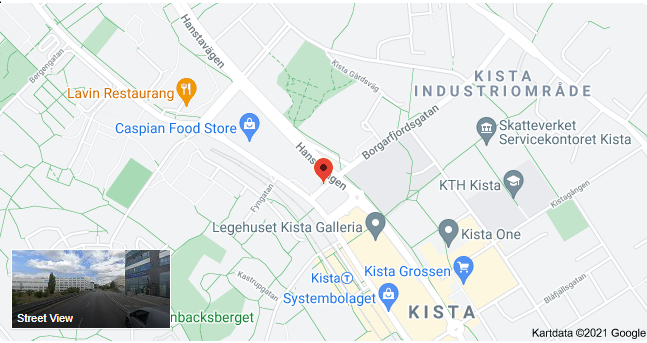 Hanstavägen
Bergengatan
Kista Gårdsväg
Lavin Restaurang
KISTA
INDUSTRIOMRÅDE
Borgarfjordsgatan
Caspian Food Store
Skatteverket
Servicekontoret Kista
Hanstavägen
KTH Kista
Fyngatan
Kistagången
Legehuset Kista Galleria
Kista One
Kastrupgatan
Kista
T
Kista Grossen
Blåfjällsgatan
Systembolaget
KISTA
nbacksberget
Street View
Kartdata ©2021 Google